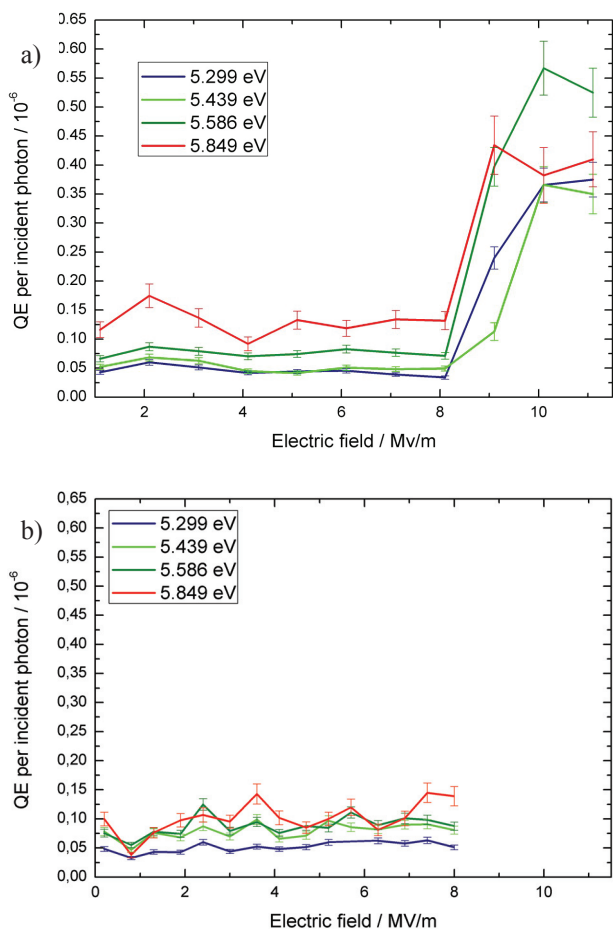 a)
0.65
0.60
0.55
0.50
0.45
0.40
0.35
0.30
0.25
0.20
0.15
0.10
0.05
0.00
QE per incident photon / 10⁻⁶
5.299 eV
5.439 eV
5.586 eV
5.849 eV
2 4 6 8 10
Electric field / Mv/m
b)
0,65
0,60
0,55
0,50
0,45
0,40
0,35
0,30
0,25
0,20
0,15
0,10
0,05
0,00
QE per incident photon / 10⁻⁶
5.299 eV
5.439 eV
5.586 eV
5.849 eV
0 2 4 6 8 10
Electric field / MV/m